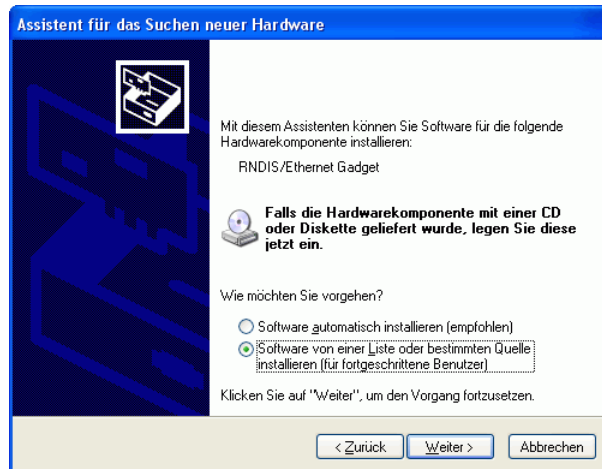 Assistent für das Suchen neuer Hardware
Mit diesem Assistenten können Sie Software für die folgende
Hardwarekomponente installieren:
RNDIS/Ethernet Gadget
Falls die Hardwarekomponente mit einer CD
oder Diskette geliefert wurde, legen Sie diese
jetzt ein.
Wie möchten Sie vorgehen?
Software automatisch installieren (empfohlen)
Software von einer Liste oder bestimmten Quelle
installieren (für fortgeschrittene Benutzer)
Klicken Sie auf "Weiter", um den Vorgang fortzusetzen.
< Zurück Weiter > Abbrechen